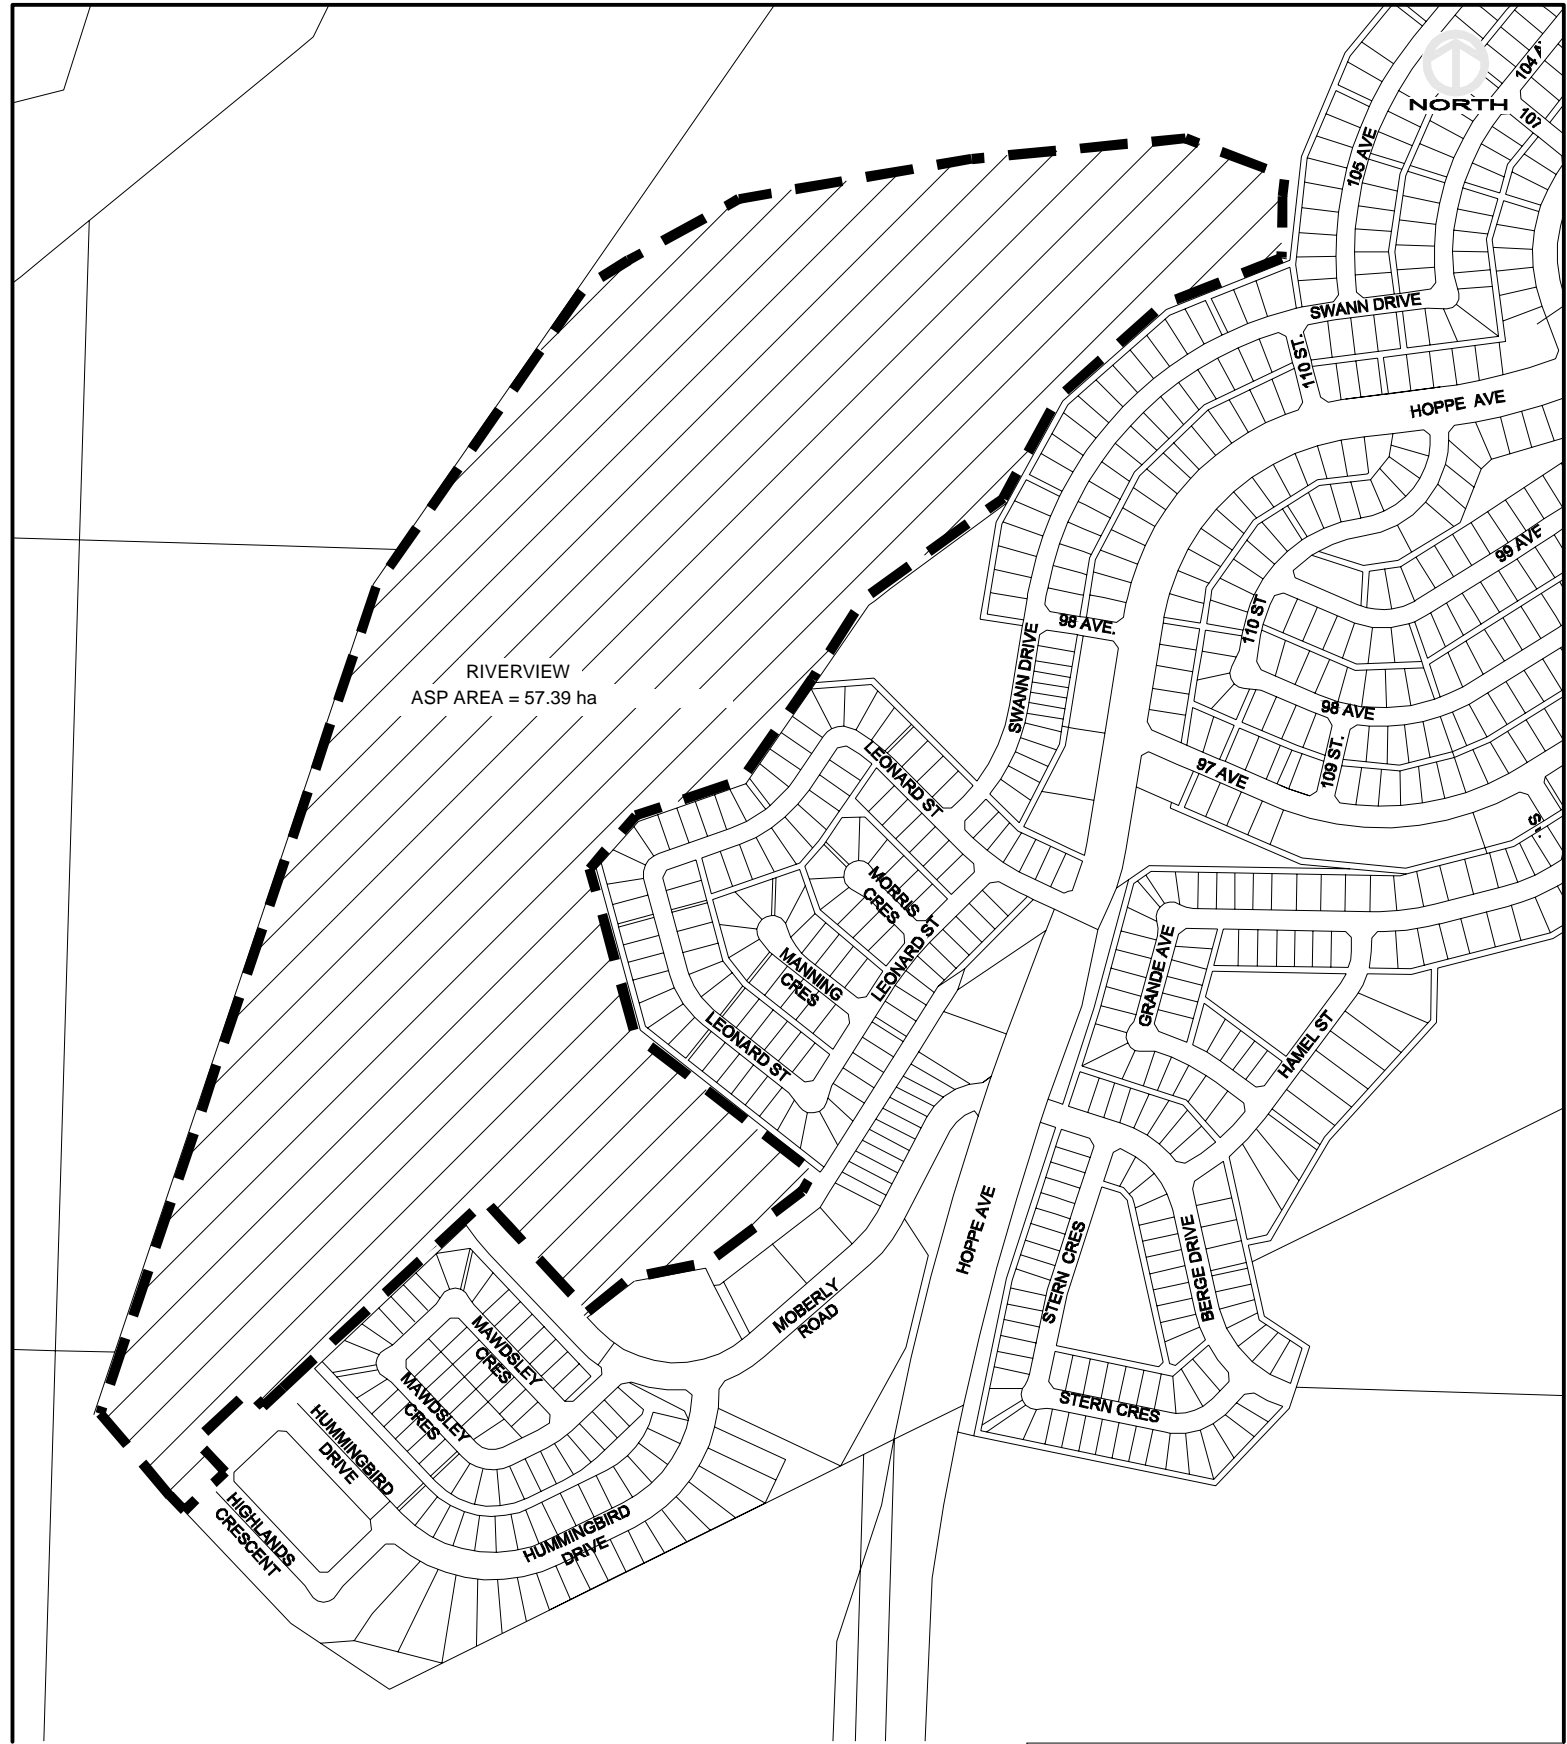 104 A
NORTH
105 AVE
SWANN DRIVE
110 ST.
HOPPE AVE
99 AVE
110 ST
98 AVE.
SWANN DRIVE
RIVERVIEW
ASP AREA = 57.39 ha
98 AVE
109 ST.
97 AVE
LEONARD ST
MORRIS
CRES
LEONARD ST
MANNING
CRES
GRANDE AVE
LEONARD ST
HAMEL ST
HOPPE AVE
STERN CRES
BERGE DRIVE
MOBERLY
ROAD
MAWDSLEY
CRES
MAWDSLEY
CRES
STERN CRES
HUMMINGBIRD
DRIVE
HIGHLANDS
CRESCENT
HUMMINGBIRD
DRIVE